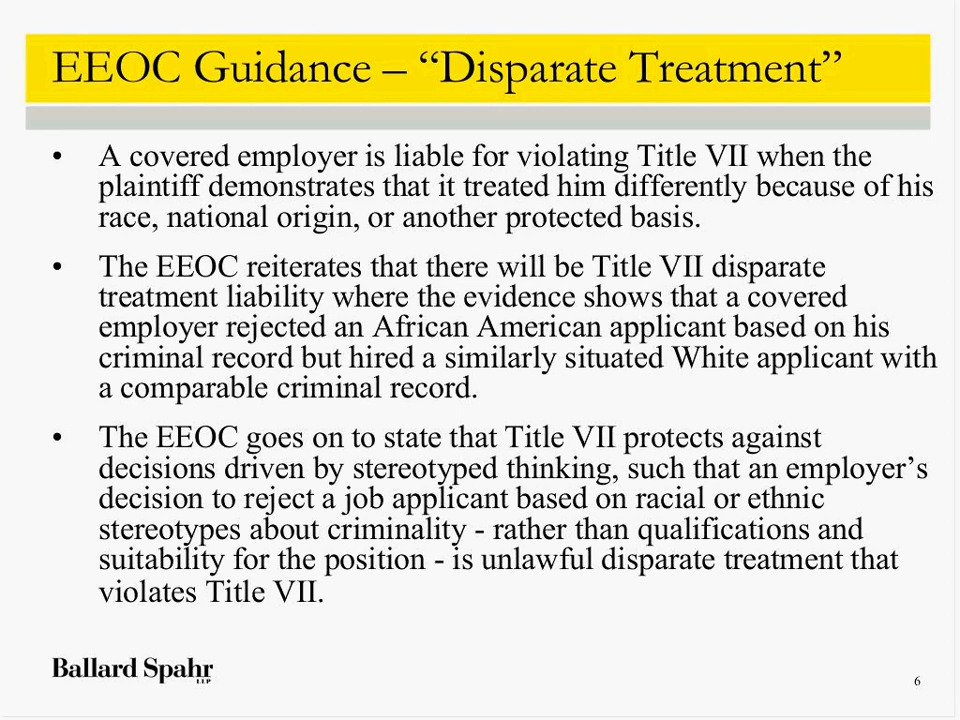 EEOC Guidance – “Disparate Treatment”
• A covered employer is liable for violating Title VII when the
plaintiff demonstrates that it treated him differently because of his
race, national origin, or another protected basis.
• The EEOC reiterates that there will be Title VII disparate
treatment liability where the evidence shows that a covered
employer rejected an African American applicant based on his
criminal record but hired a similarly situated White applicant with
a comparable criminal record.
• The EEOC goes on to state that Title VII protects against
decisions driven by stereotyped thinking, such that an employer’s
decision to reject a job applicant based on racial or ethnic
stereotypes about criminality - rather than qualifications and
suitability for the position - is unlawful disparate treatment that
violates Title VII.
Ballard Spahr
LLP
6